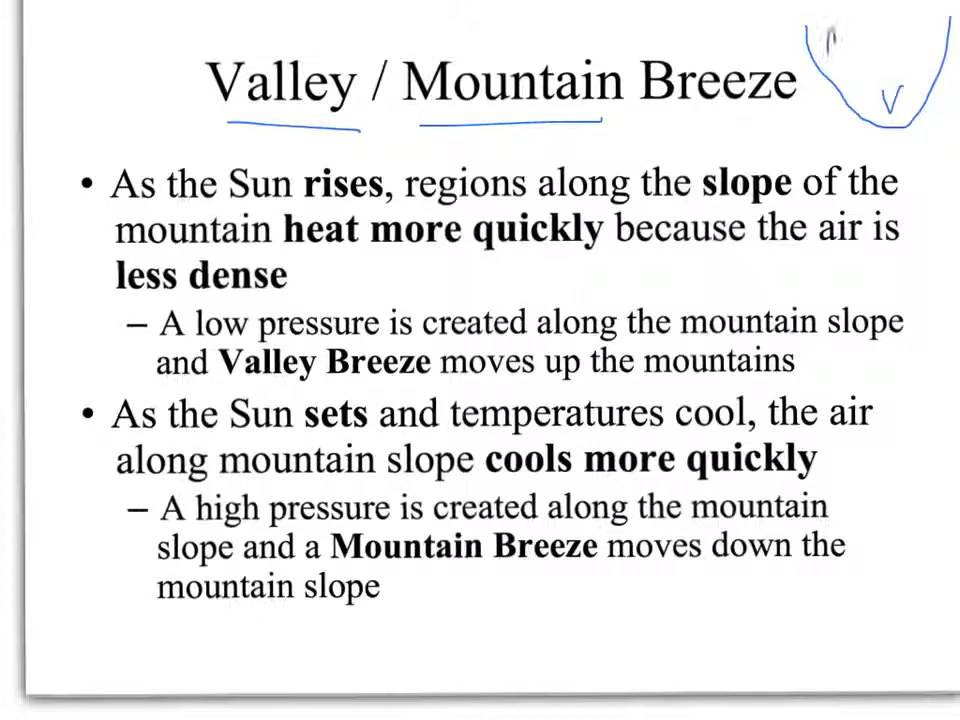 Valley / Mountain Breeze
V
• As the Sun rises, regions along the slope of the
mountain heat more quickly because the air is
less dense
– A low pressure is created along the mountain slope
and Valley Breeze moves up the mountains
• As the Sun sets and temperatures cool, the air
along mountain slope cools more quickly
– A high pressure is created along the mountain
slope and a Mountain Breeze moves down the
mountain slope